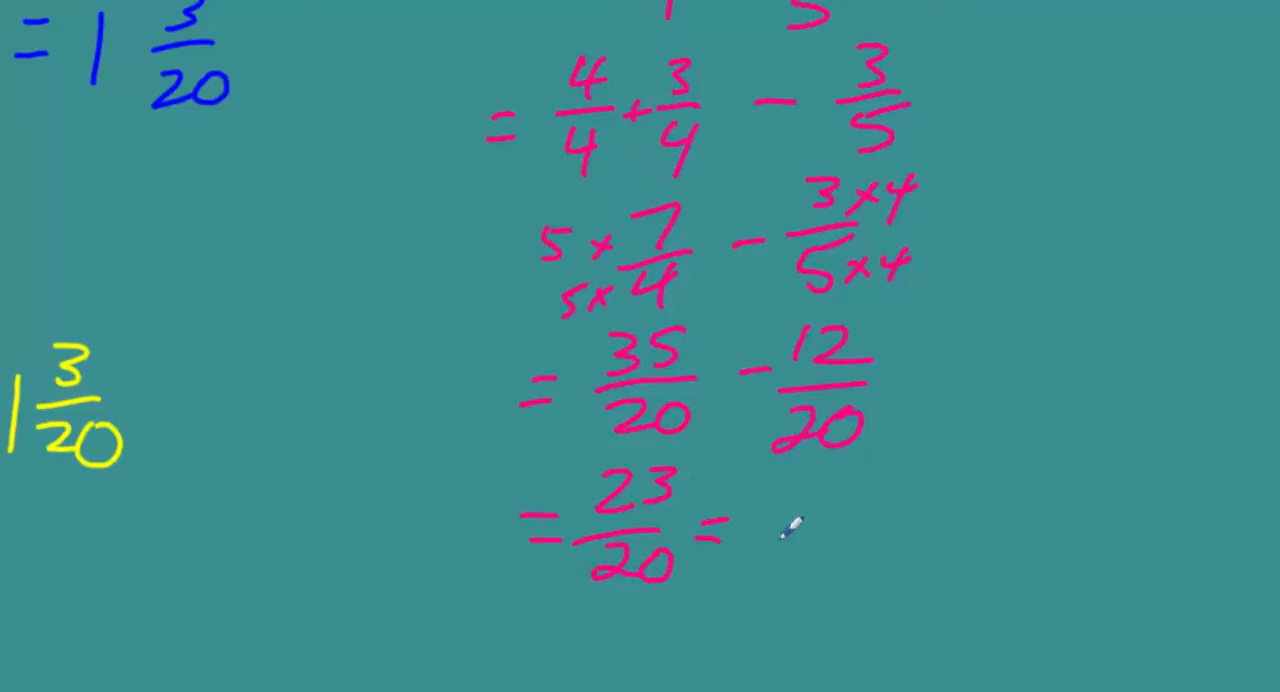 = 1 3/20
= 4/4 + 3/4 - 3/5
5 × 7/4 - 3 × 4
5 × 5 × 4
= 35/20 - 12/20
1 3/20
= 23/20 =